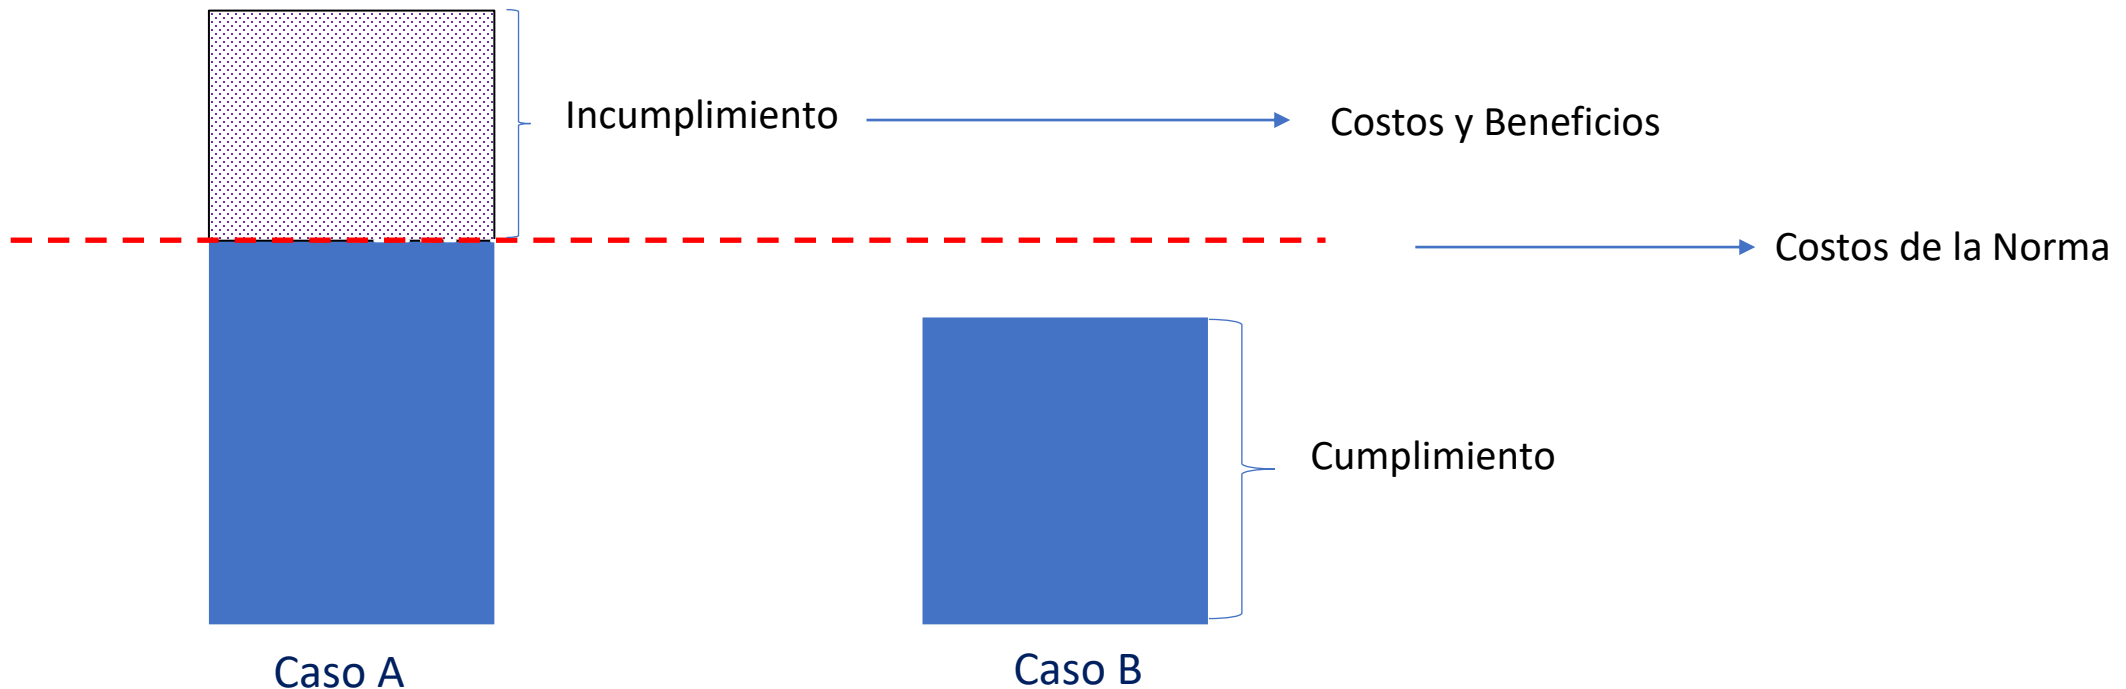 Incumplimiento
Costos y Beneficios
Costos de la Norma
Cumplimiento
Caso A
Caso B